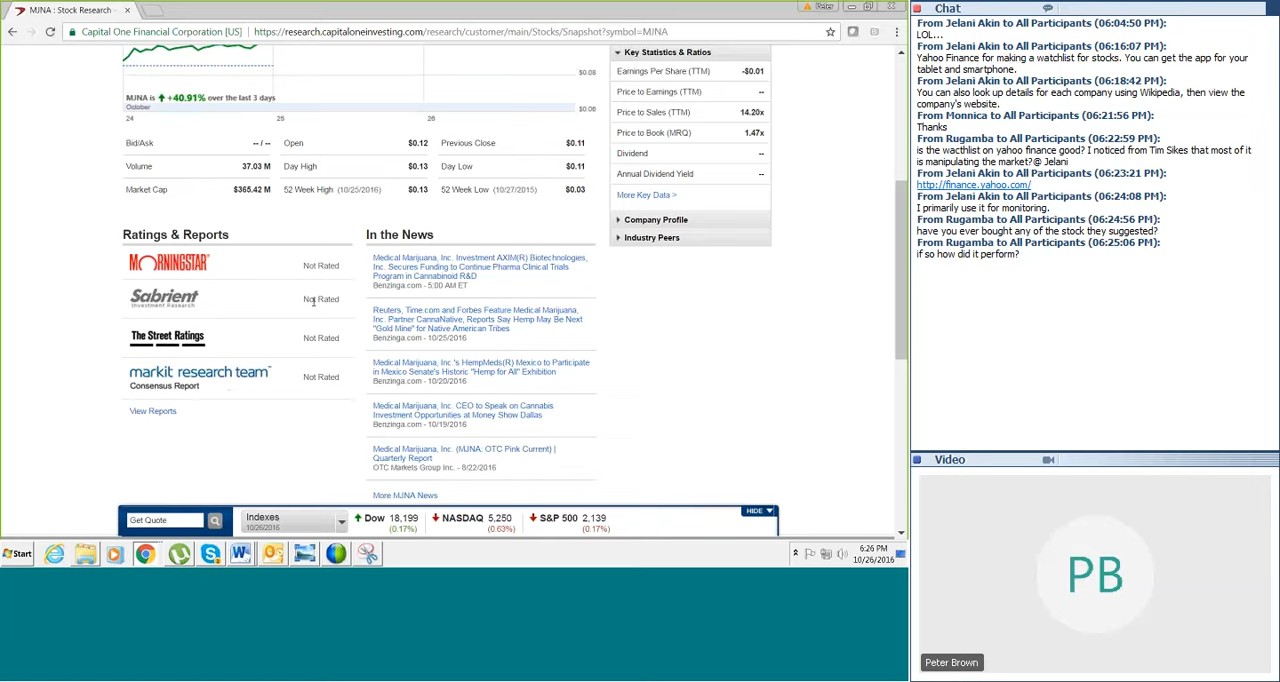 MJNA : Stock Research -
Peter
Capital One Financial Corporation [US]
https://research.capitaloneinvesting.com/research/customer/main/Stocks/Snapshot?symbol=MJNA
$0.08
MJNA is +40.91% over the last 3 days
$0.06
October
24 25 26
Bid/Ask -- / -- Open $0.12 Previous Close $0.11
Volume 37.03 M Day High $0.13 Day Low $0.11
Market Cap $365.42 M 52 Week High (10/25/2016) $0.13 52 Week Low (10/27/2015) $0.03
Key Statistics & Ratios
Earnings Per Share (TTM) -$0.01
Price to Earnings (TTM) --
Price to Sales (TTM) 14.20x
Price to Book (MRQ) 1.47x
Dividend --
Annual Dividend Yield --
More Key Data >
Company Profile
Industry Peers
Ratings & Reports
MORNINGSTAR Not Rated
Sabrient
Investment Research
Not Rated
The Street Ratings Not Rated
markit research team
Consensus Report
Not Rated
View Reports
In the News
Medical Marijuana, Inc. Investment AXIM(R) Biotechnologies,
Inc. Secures Funding to Continue Pharma Clinical Trials
Program in Cannabinoid R&D
Benzinga.com - 5:00 AM ET
Reuters, Time.com and Forbes Feature Medical Marijuana,
Inc. Partner CannaNative, Reports Say Hemp May Be Next
"Gold Mine" for Native American Tribes
Benzinga.com - 10/25/2016
Medical Marijuana, Inc.'s HempMeds(R) Mexico to Participate
in Mexico Senate's Historic "Hemp for All" Exhibition
Benzinga.com - 10/20/2016
Medical Marijuana, Inc. CEO to Speak on Cannabis
Investment Opportunities at Money Show Dallas
Benzinga.com - 10/19/2016
Medical Marijuana, Inc. (MJNA: OTC Pink Current) |
Quarterly Report
OTC Markets Group Inc. - 8/22/2016
More MJNA News
HIDE
Get Quote
Indexes
10/26/2016
Dow 18,199
(0.17%)
NASDAQ 5,250
(0.63%)
S&P 500 2,139
(0.17%)
Start
6:26 PM
10/26/2016
Chat
From Jelani Akin to All Participants (06:04:50 PM):
LOL...
From Jelani Akin to All Participants (06:16:07 PM):
Yahoo Finance for making a watchlist for stocks. You can get the app for your
tablet and smartphone.
From Jelani Akin to All Participants (06:18:42 PM):
You can also look up details for each company using Wikipedia, then view the
company's website.
From Monnica to All Participants (06:21:56 PM):
Thanks
From Rugamba to All Participants (06:22:59 PM):
is the wacthlist on yahoo finance good? I noticed from Tim Sikes that most of it
is manipulating the market?@ Jelani
From Jelani Akin to All Participants (06:23:21 PM):
http://finance.yahoo.com/
From Jelani Akin to All Participants (06:24:08 PM):
I primarily use it for monitoring.
From Rugamba to All Participants (06:24:56 PM):
have you ever bought any of the stock they suggested?
From Rugamba to All Participants (06:25:06 PM):
if so how did it perform?
Video
PB
Peter Brown